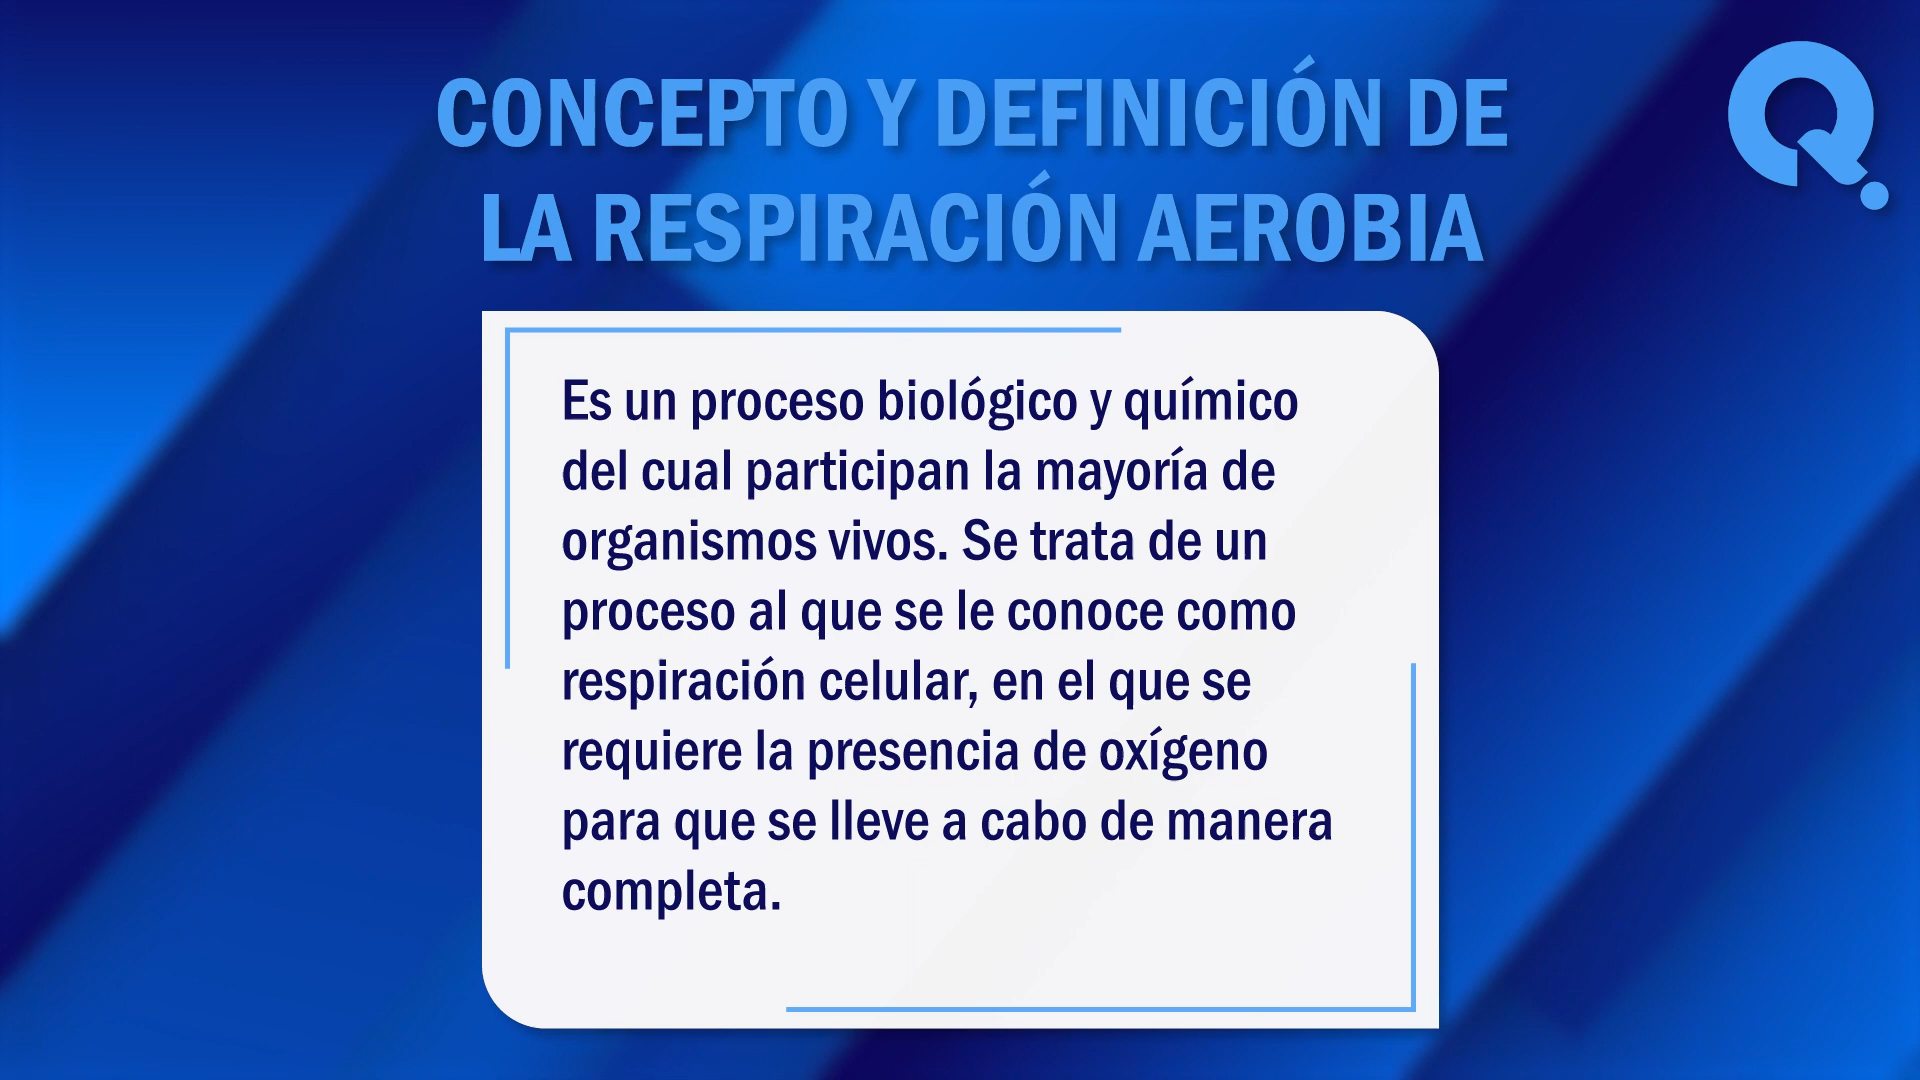 CONCEPTO Y DEFINICIÓN DE
LA RESPIRACIÓN AEROBIA
Es un proceso biológico y químico
del cual participan la mayoría de
organismos vivos. Se trata de un
proceso al que se le conoce como
respiración celular, en el que se
requiere la presencia de oxígeno
para que se lleve a cabo de manera
completa.